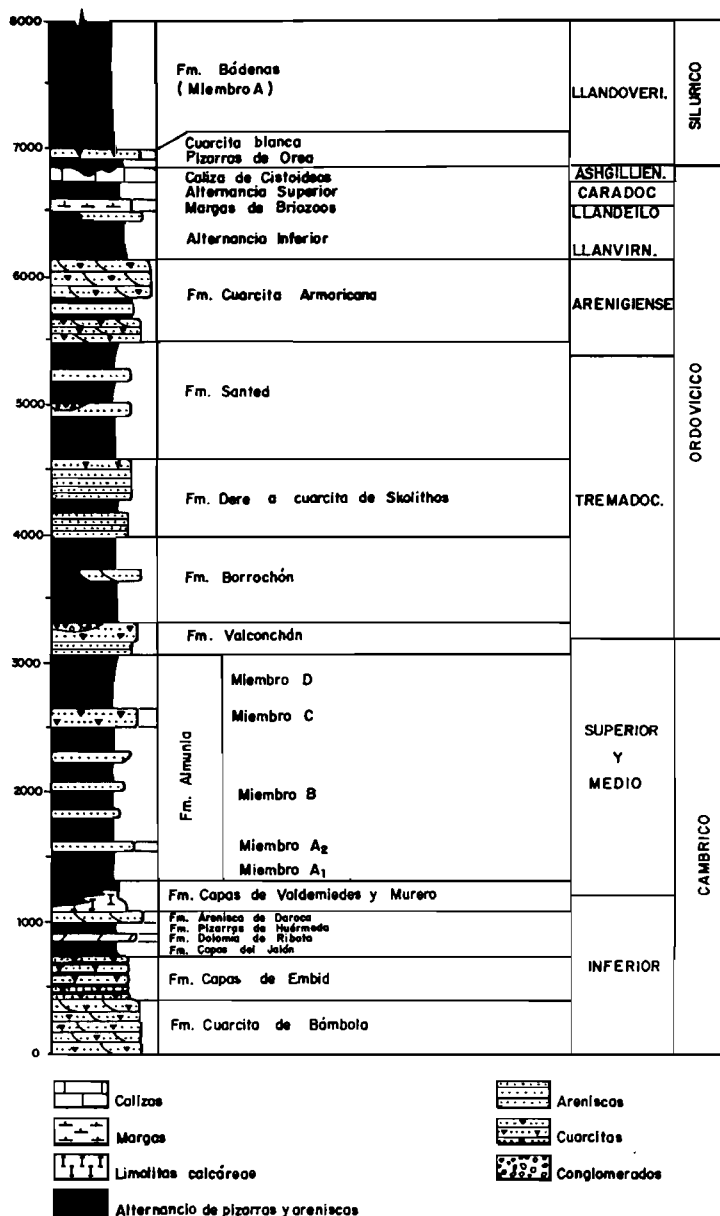 8000
Fm. Bádenas
(Miembro A)
LLANDOVERI.
SILURICO
7000
Cuarcita blanca
Pizarras de Orea
Caliza de Cistoideos
ASHGILLIEN.
Alternancia Superior
CARADOC
Margas de Briozoos
LLANDEILO
Alternancia Inferior
LLANVIRN.
6000
Fm. Cuarcita Armoricana
ARENIGIENSE
ORDOVICICO
5000
Fm. Santed
Fm. Dere a cuarcita de Skolithos
TREMADOC.
4000
Fm. Borrochón
Fm. Valconchán
3000
Fm. Almunia
Miembro D
Miembro C
SUPERIOR
Y
MEDIO
2000
Miembro B
CAMBRICO
Miembro A2
Miembro A1
Fm. Capas de Valdemiedes y Murero
1000
Fm. Arenisca de Daroca
Fm. Pizarras de Huérmeda
Fm. Dolomía de Ribota
Fm. Capas del Jalón
INFERIOR
Fm. Capas de Embid
Fm. Cuarcita de Bámbola
0
Calizas
Areniscas
Margas
Cuarcitas
Limolitas calcáreae
Conglomerados
Alternancio de pizarras y areniscas